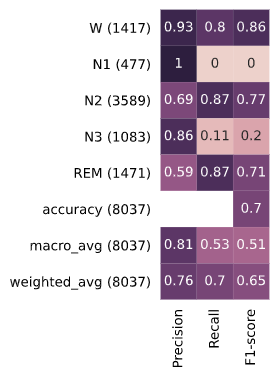 W (1417) 0.93 0.8 0.86
N1 (477) 1 0 0
N2 (3589) 0.69 0.87 0.77
N3 (1083) 0.86 0.11 0.2
REM (1471) 0.59 0.87 0.71
accuracy (8037) 0.7
macro_avg (8037) 0.81 0.53 0.51
weighted_avg (8037) 0.76 0.7 0.65
Precision Recall F1-score